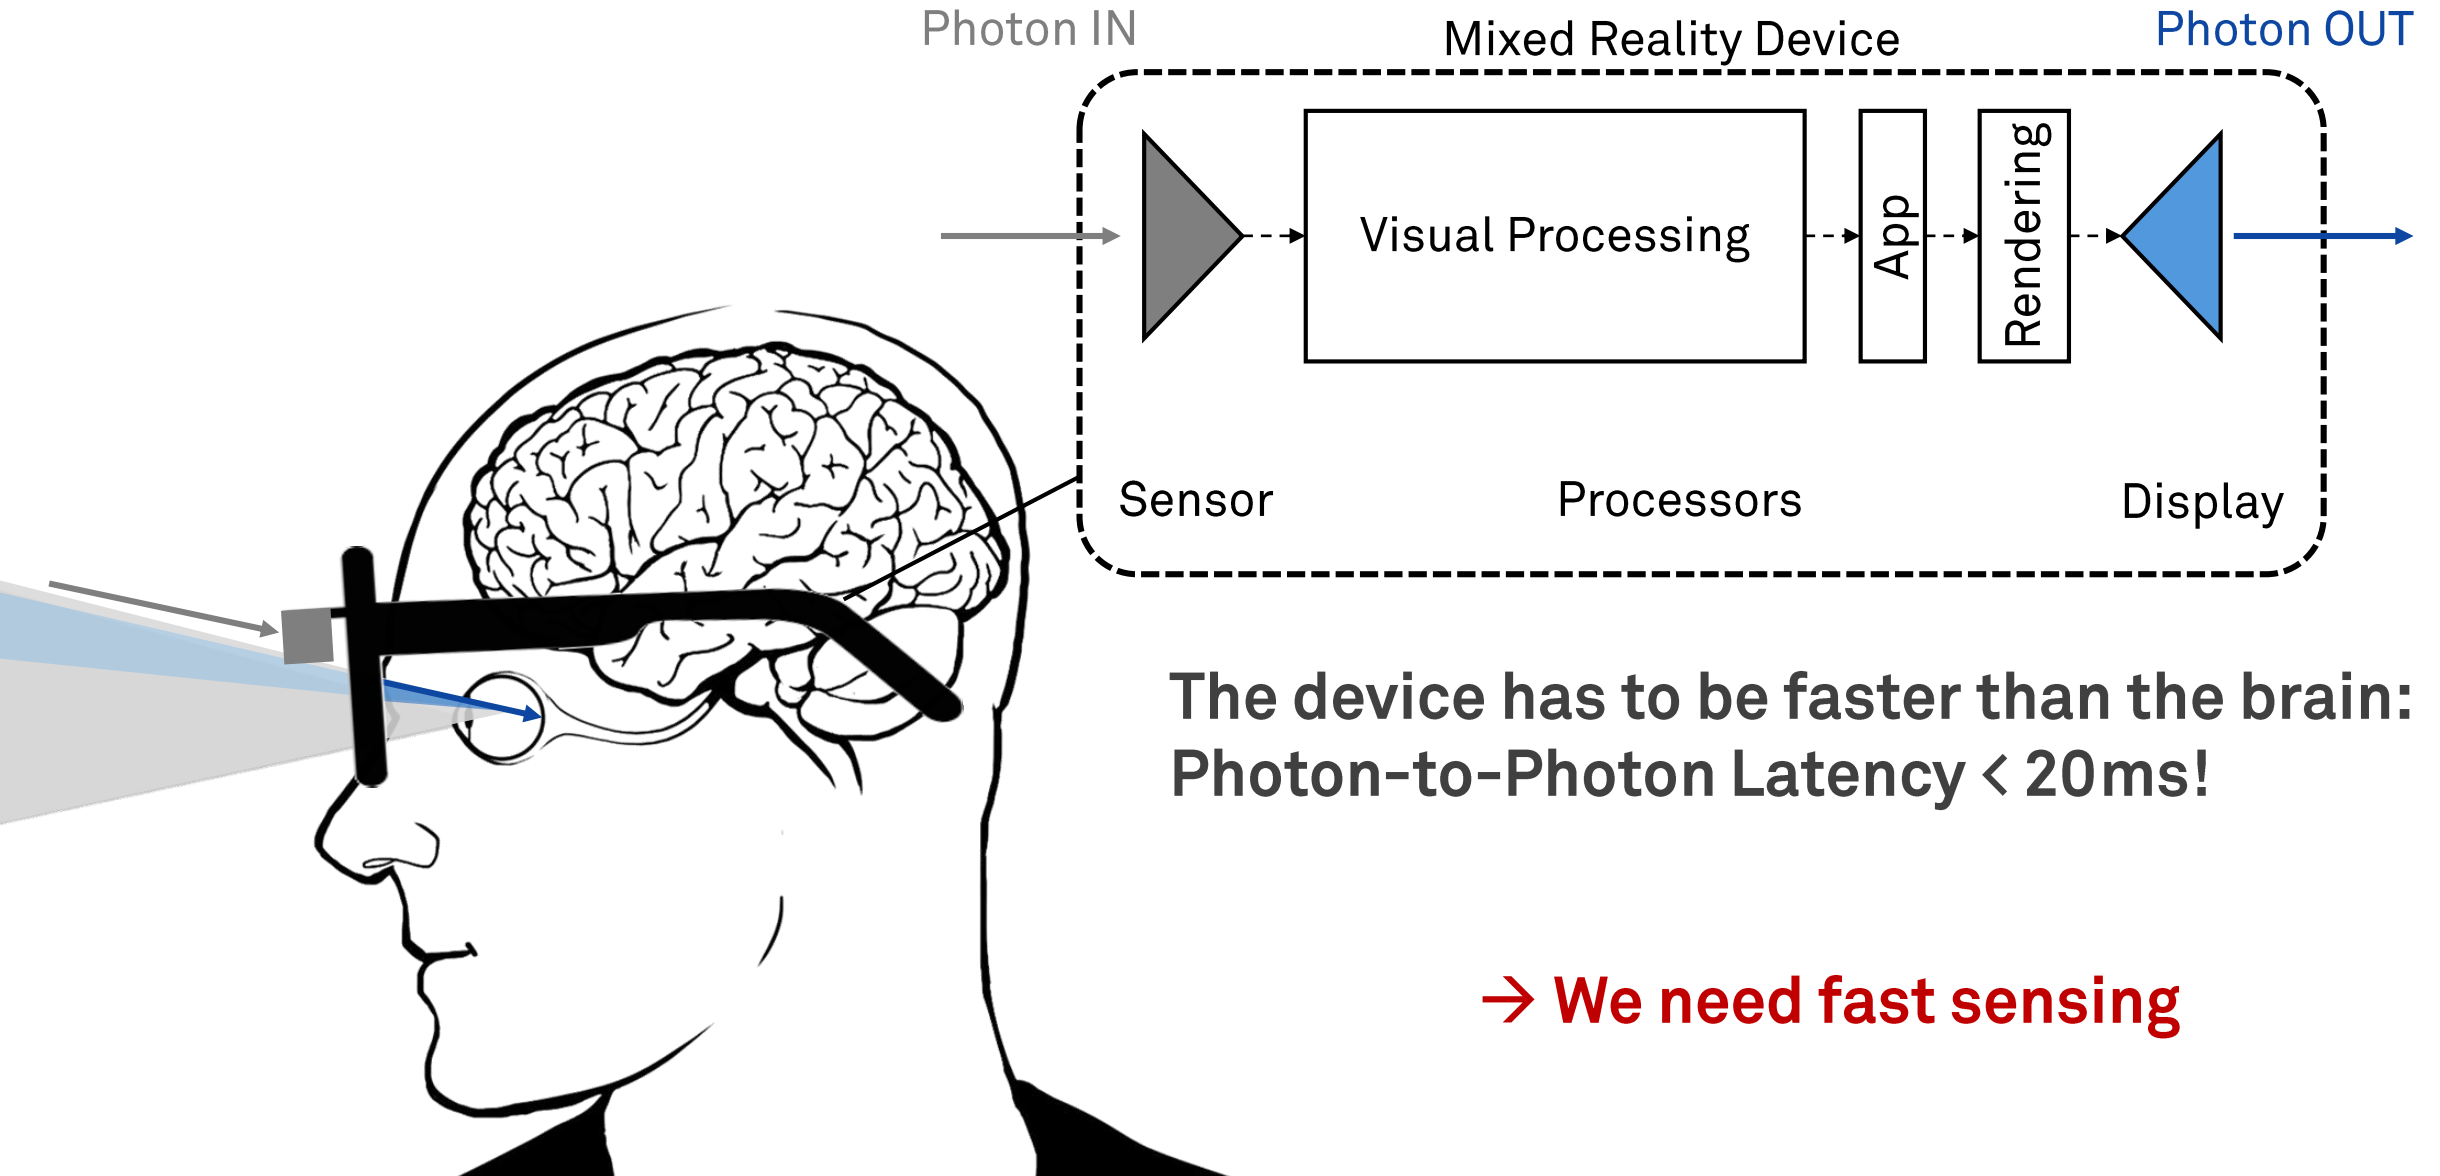 Photon IN
Mixed Reality Device
Photon OUT
Visual Processing
App
Rendering
Sensor
Processors
Display
The device has to be faster than the brain:
Photon-to-Photon Latency < 20ms!
→ We need fast sensing